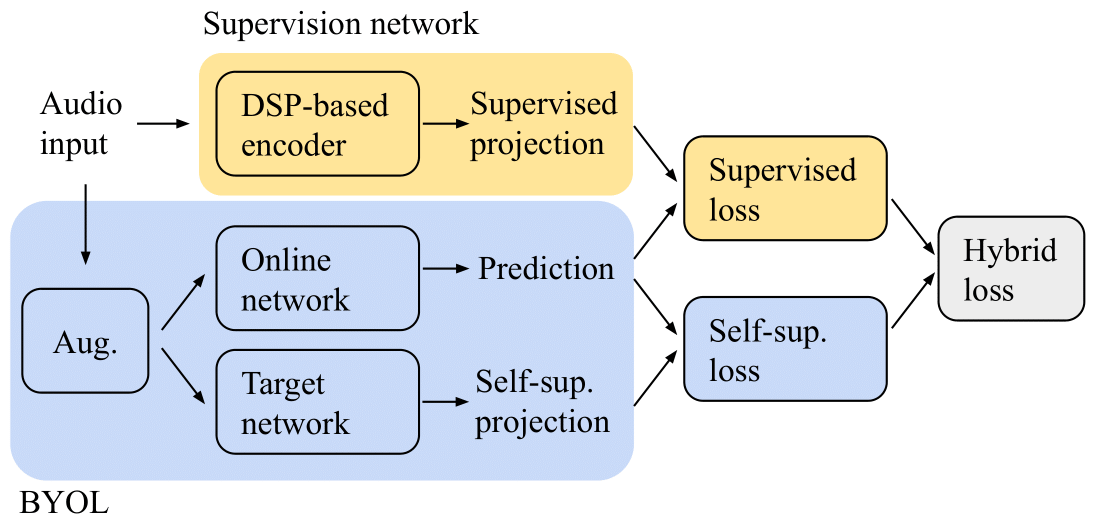 Supervision network
Audio
input
DSP-based
encoder
Supervised
projection
Supervised
loss
Online
network
Prediction
Hybrid
loss
Aug.
Self-sup.
loss
Target
network
Self-sup.
projection
BYOL